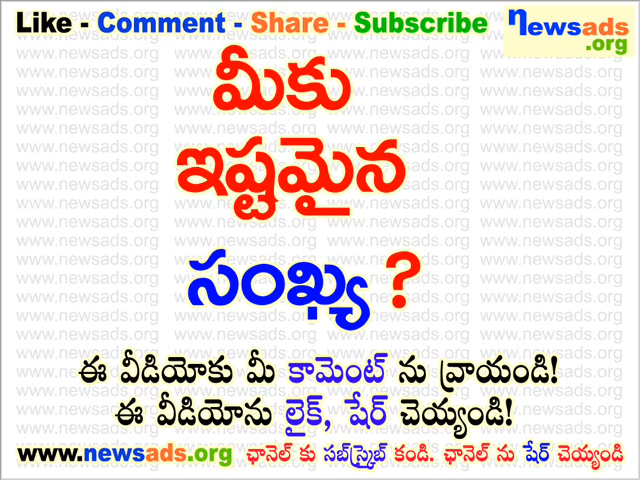 Like - Comment - Share - Subscribe
newsads
.org
మీకు
ఇష్టమైన
సంఖ్య ?
ఈ వీడియోకు మీ కామెంట్ ను వ్రాయండి!
ఈ వీడియోను లైక్, షేర్ చెయ్యండి!
www.newsads.org ఛానెల్ కు సబ్‌స్క్రైబ్ కండి. ఛానెల్ ను షేర్ చెయ్యండి